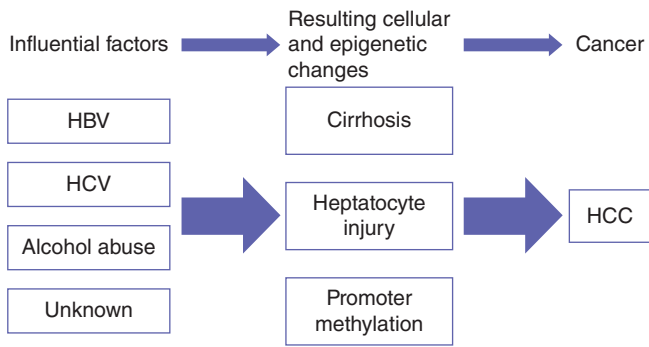 Influential factors
Resulting cellular
and epigenetic
changes
Cancer
HBV
HCV
Alcohol abuse
Unknown
Cirrhosis
Heptatocyte
injury
Promoter
methylation
HCC